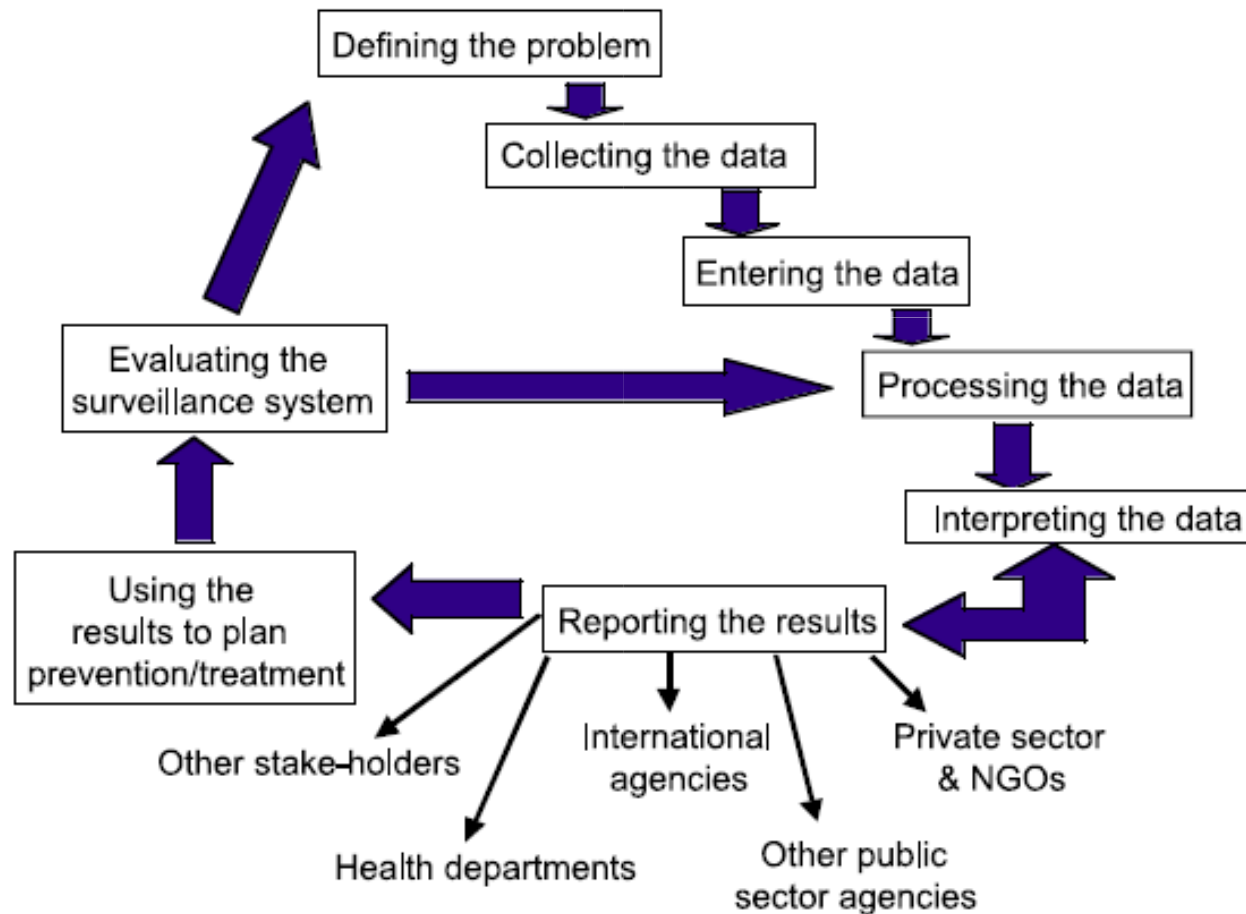 Defining the problem
Collecting the data
Entering the data
Evaluating the
surveillance system
Processing the data
Interpreting the data
Using the
results to plan
prevention/treatment
Reporting the results
Other stake-holders
International
agencies
Private sector
& NGOs
Health departments
Other public
sector agencies